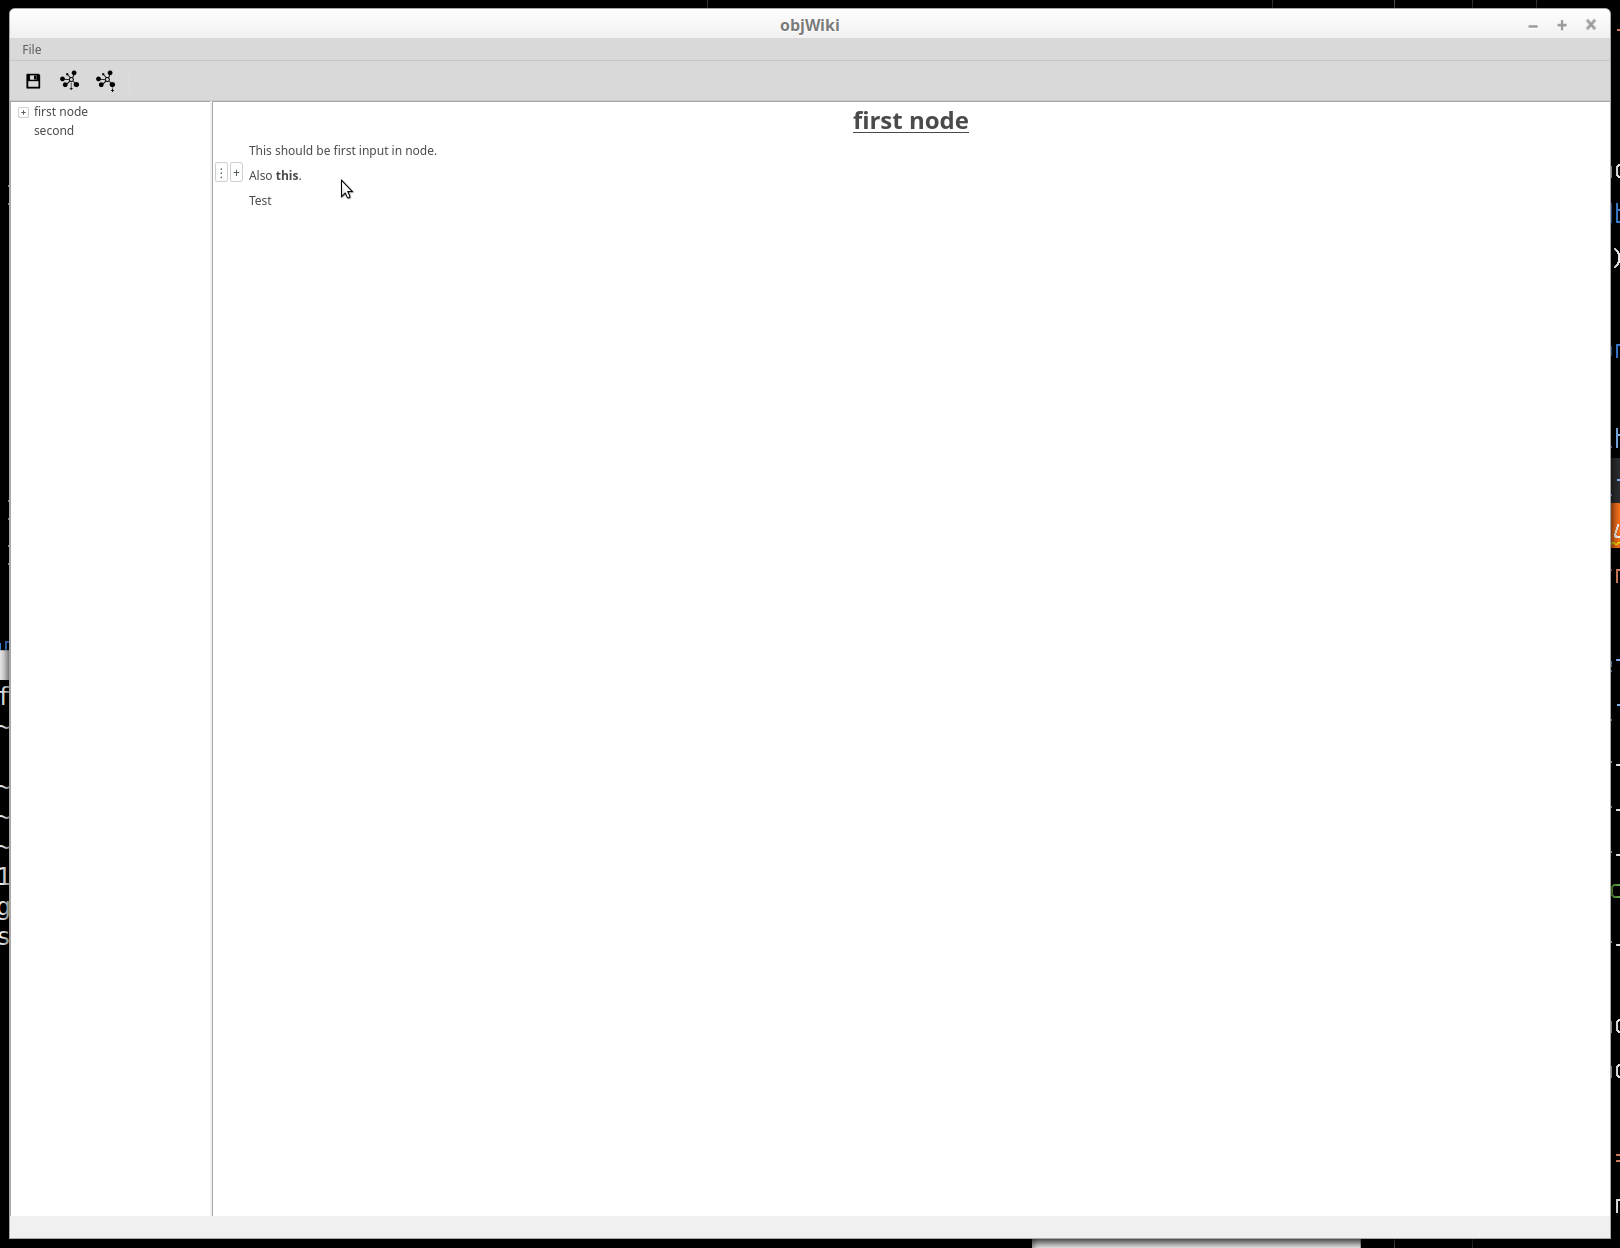 objWiki
File
first node
second
first node
This should be first input in node.
Also this.
Test